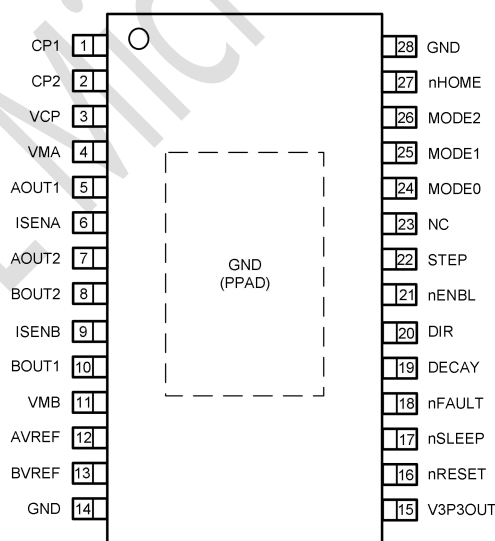 CP1 1 28 GND
CP2 2 27 nHOME
VCP 3 26 MODE2
VMA 4 25 MODE1
AOUT1 5 24 MODE0
ISENA 6 23 NC
AOUT2 7 22 STEP
GND
(PPAD)
BOUT2 8 21 nENBL
ISENB 9 20 DIR
BOUT1 10 19 DECAY
VMB 11 18 nFAULT
AVREF 12 17 nSLEEP
BVREF 13 16 nRESET
GND 14 15 V3P3OUT